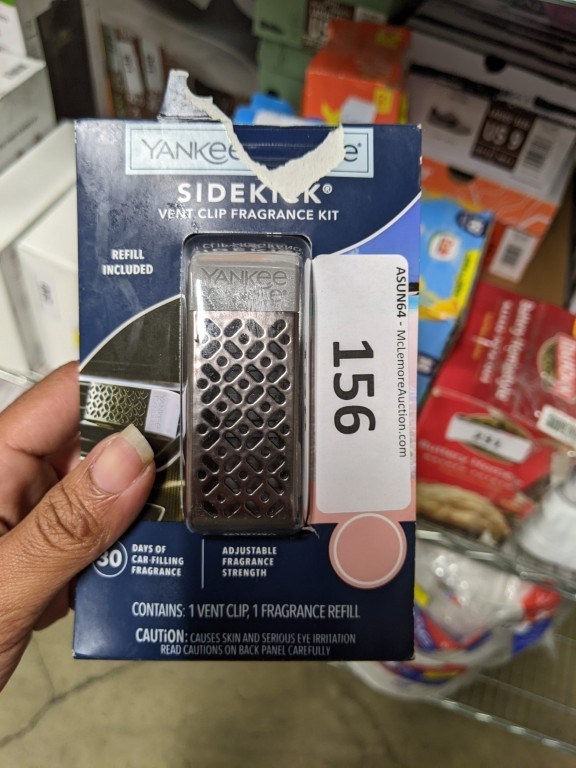 YANKEE
SIDEKICK®
VENT CLIP FRAGRANCE KIT
REFILL
INCLUDED
CLIP FRAGRANCE
YANKEE
ASUN64 - McLemoreAuction.com
156
30
DAYS OF
CAR-FILLING
FRAGRANCE
ADJUSTABLE
FRAGRANCE
STRENGTH
CONTAINS: 1 VENT CLIP, 1 FRAGRANCE REFILL
CAUTION: CAUSES SKIN AND SERIOUS EYE IRRITATION
READ CAUTIONS ON BACK PANEL CAREFULLY